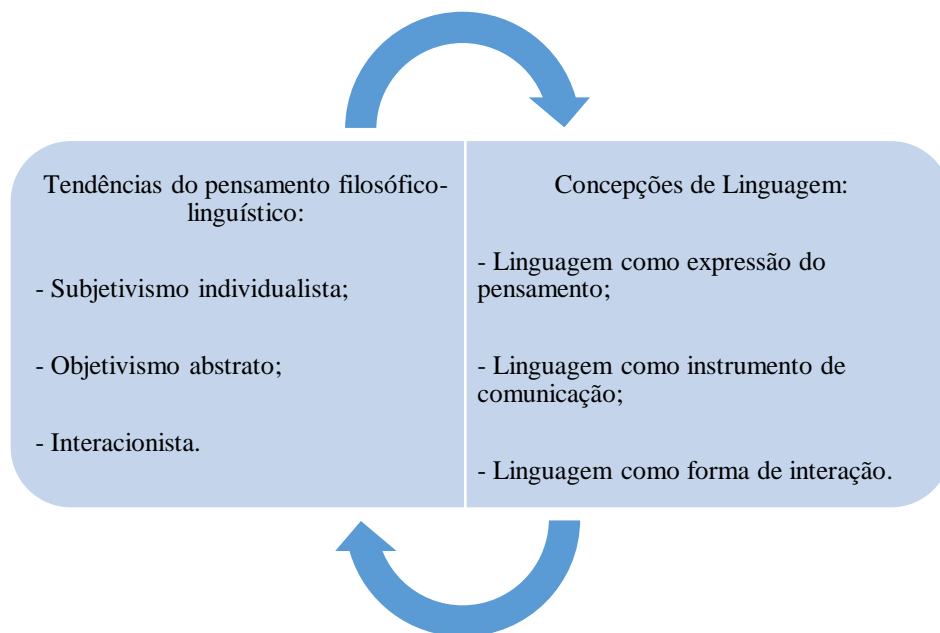 Tendências do pensamento filosófico-
linguístico:
- Subjetivismo individualista;
- Objetivismo abstrato;
- Interacionista.
Concepções de Linguagem:
- Linguagem como expressão do
pensamento;
- Linguagem como instrumento de
comunicação;
- Linguagem como forma de interação.